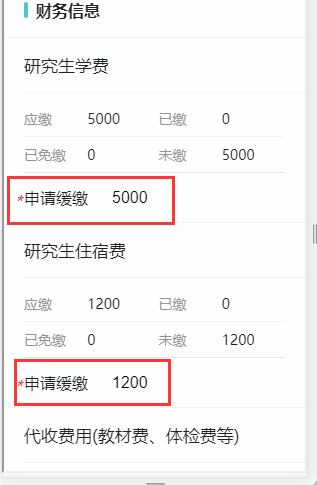 财务信息
研究生学费
应缴 5000 已缴 0
已免缴 0 未缴 5000
*申请缓缴 5000
研究生住宿费
应缴 1200 已缴 0
已免缴 0 未缴 1200
*申请缓缴 1200
代收费用(教材费、体检费等)